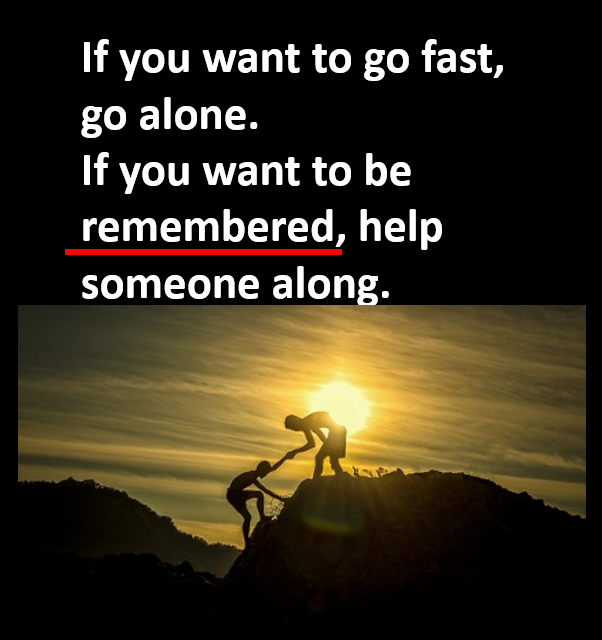 If you want to go fast,
go alone.
If you want to be
remembered, help
someone along.